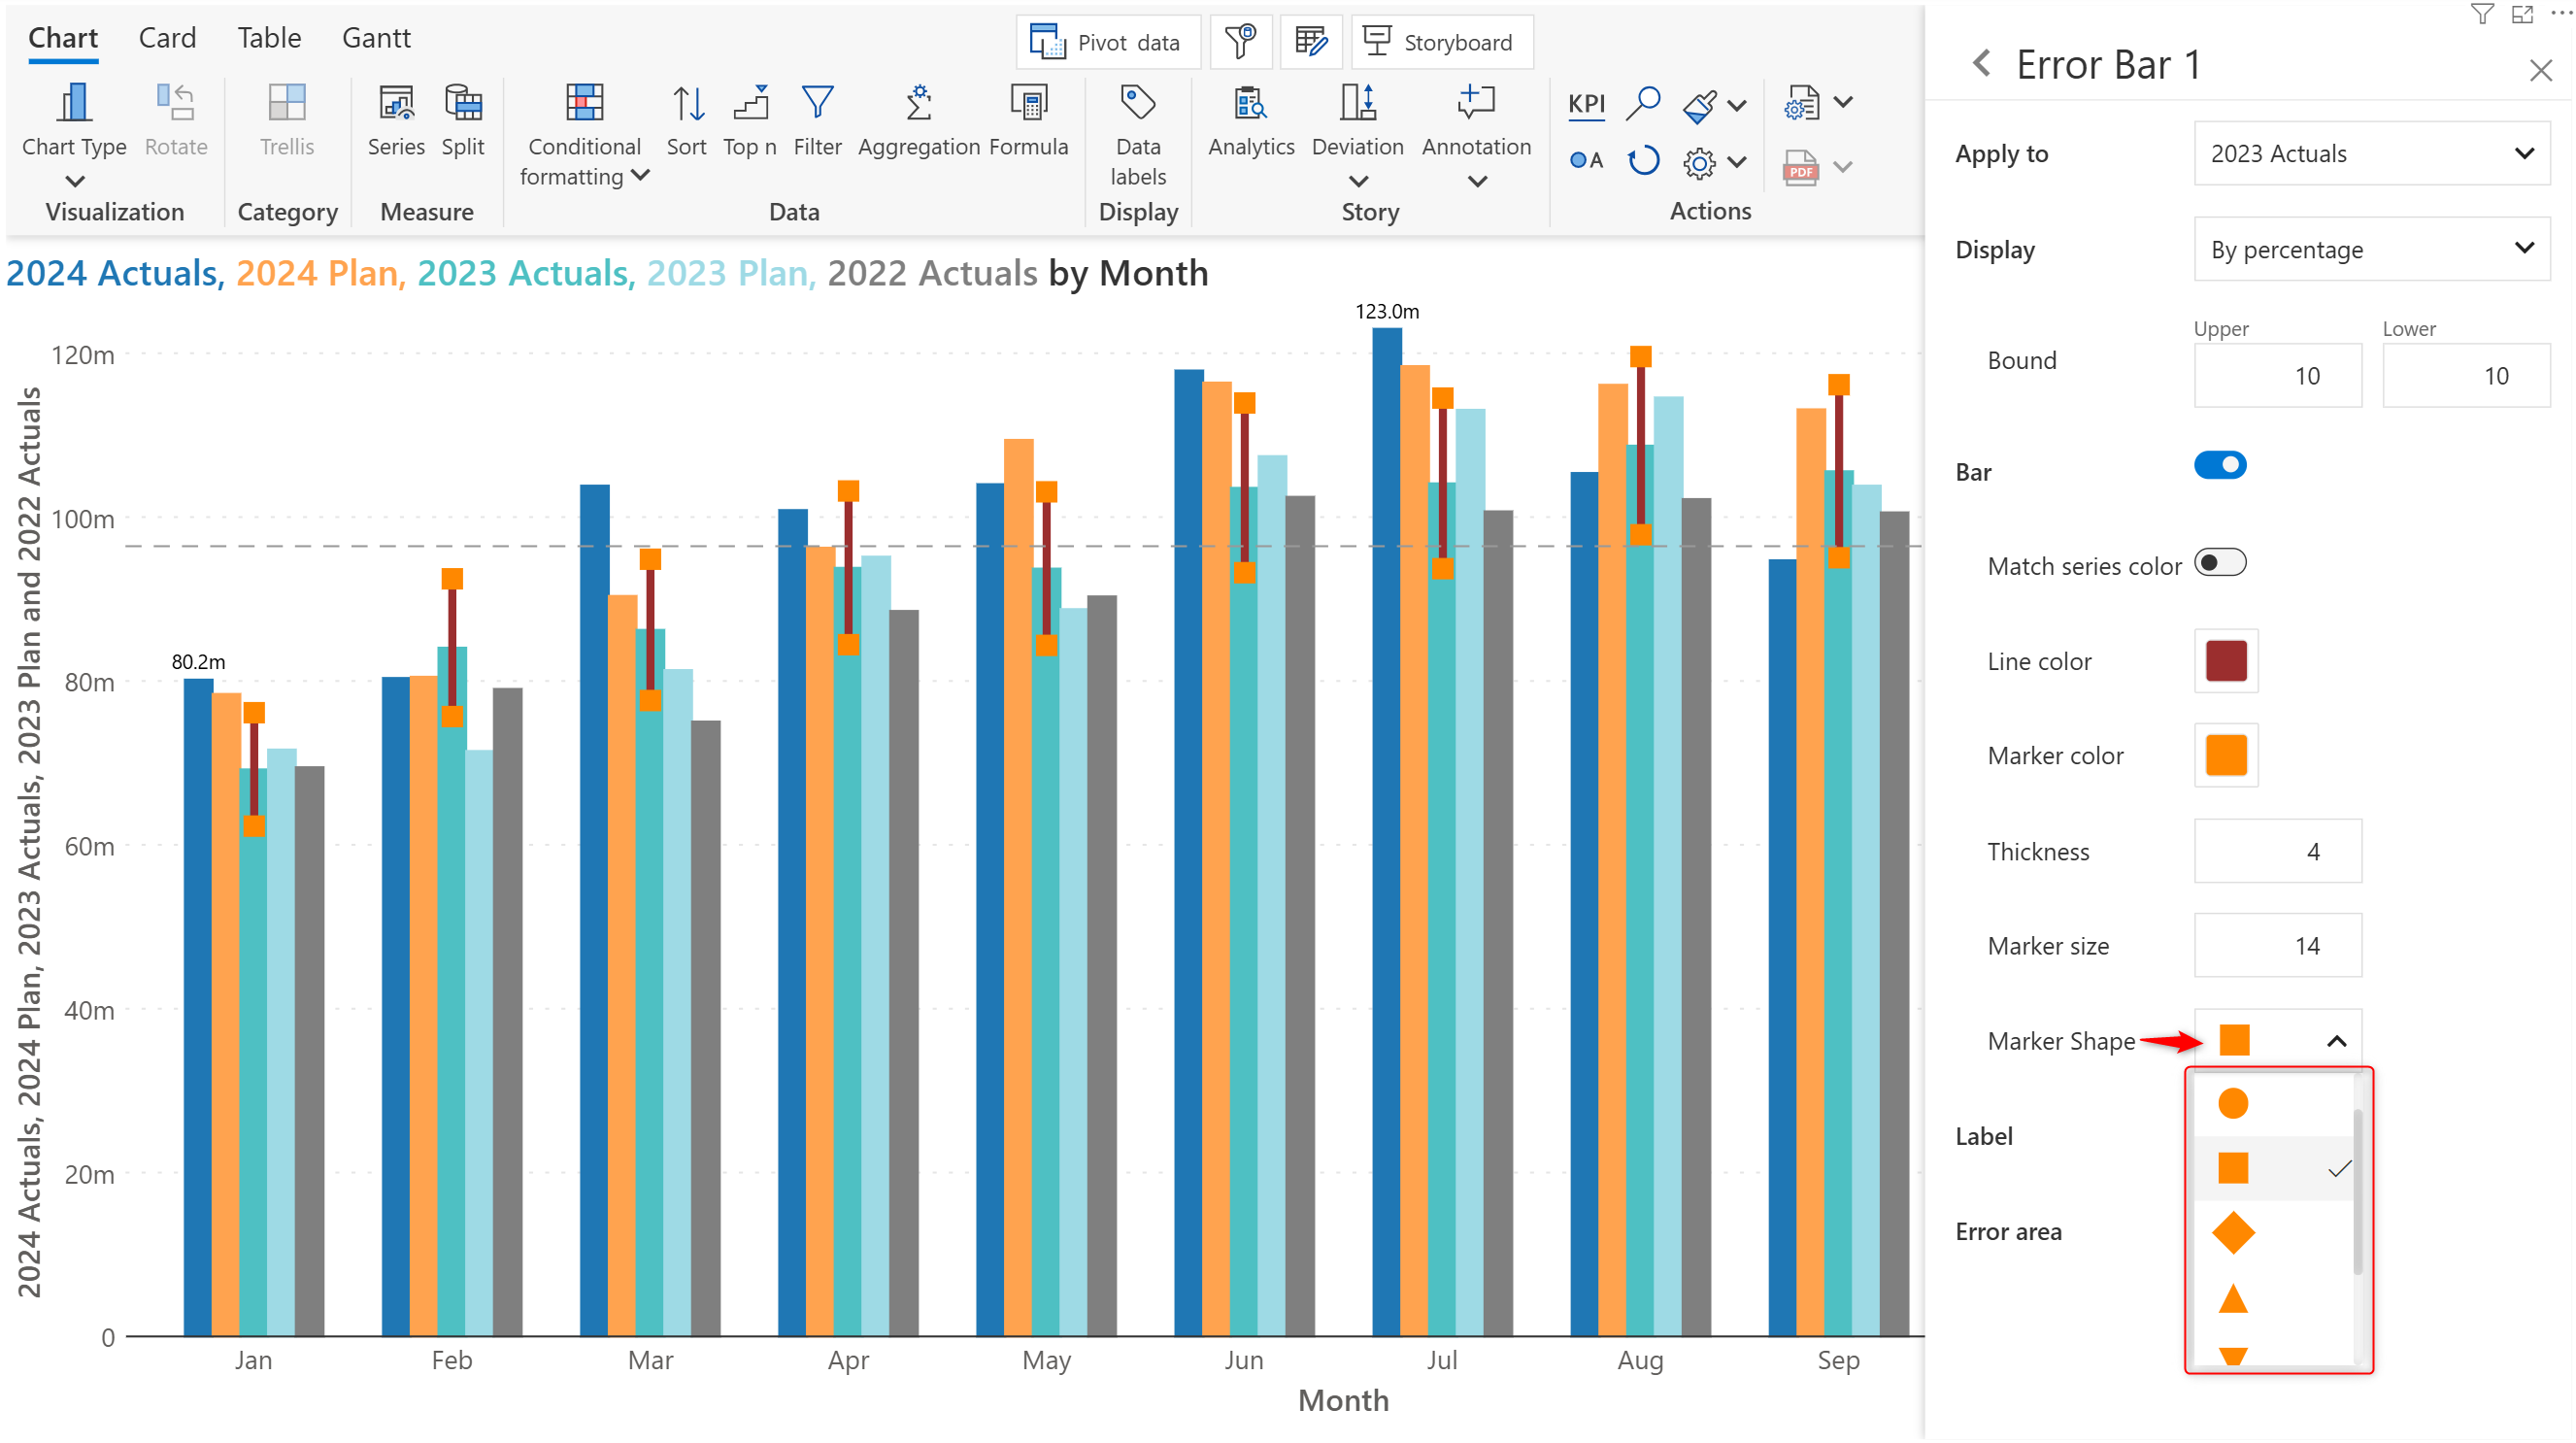 Chart Card Table Gantt
Pivot data Storyboard
Chart Type Rotate Trellis Series Split Conditional formatting Sort Top n Filter Aggregation Formula Data labels Analytics Deviation Annotation KPI
A PDF
Visualization Category Measure Data Display Story Actions
2024 Actuals, 2024 Plan, 2023 Actuals, 2023 Plan, 2022 Actuals by Month
2024 Actuals, 2024 Plan, 2023 Actuals, 2023 Plan and 2022 Actuals
120m
100m
80m
60m
40m
20m
0
80.2m
123.0m
Jan Feb Mar Apr May Jun Jul Aug Sep
Month
Error Bar 1
Apply to 2023 Actuals
Display By percentage
Upper Lower
Bound 10 10
Bar
Match series color
Line color
Marker color
Thickness 4
Marker size 14
Marker Shape
Label
Error area